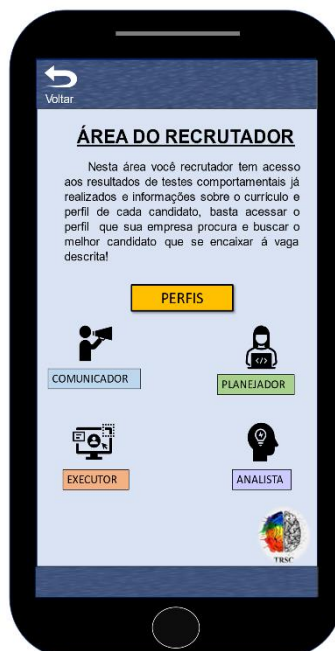 Voltar
ÁREA DO RECRUTADOR
Nesta área você recrutador tem acesso
aos resultados de testes comportamentais já
realizados e informações sobre o currículo e
perfil de cada candidato, basta acessar o
perfil que sua empresa procura e buscar o
melhor candidato que se encaixar á vaga
descrita!
PERFIS
COMUNICADOR
PLANEJADOR
</>
EXECUTOR
ANALISTA
TRSC